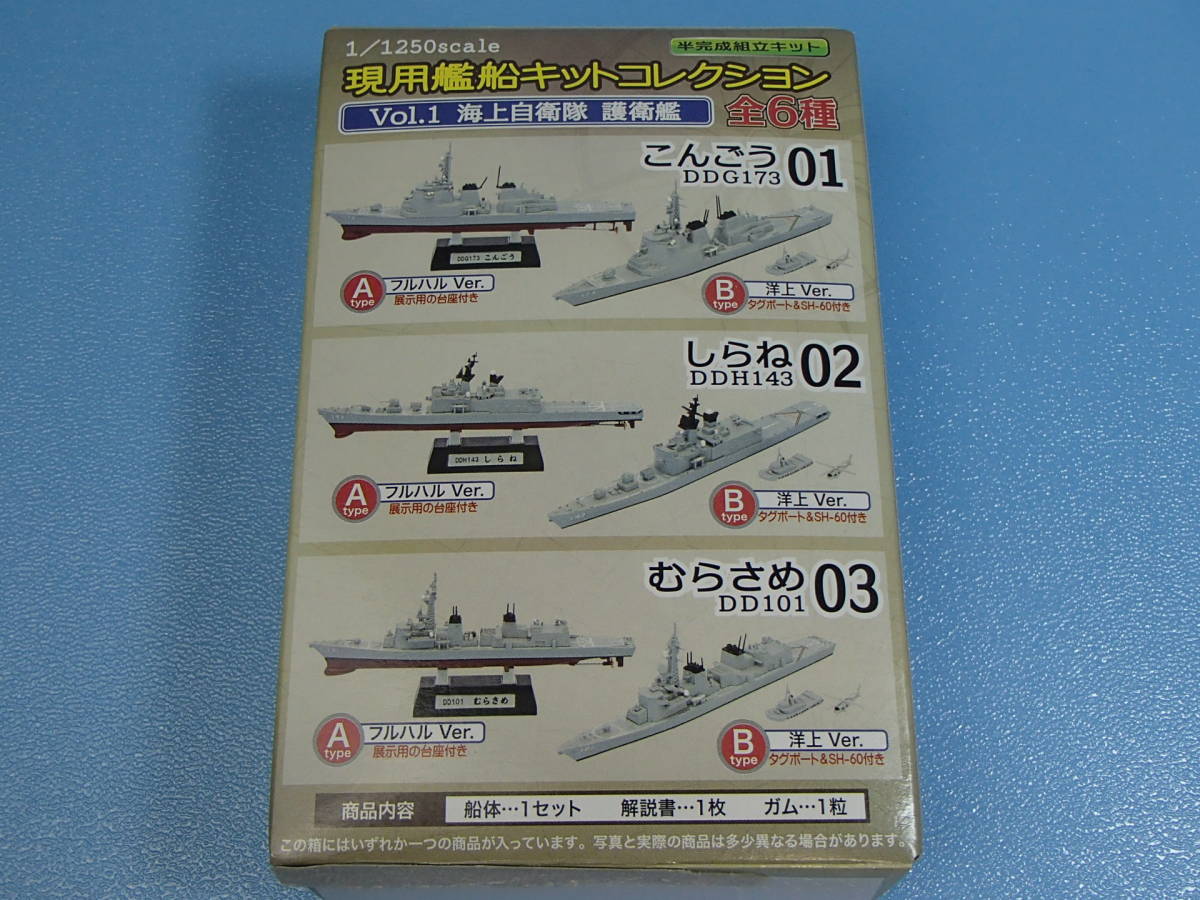 1/1250scale
半完成組立キット
現用艦船キットコレクション
Vol.1 海上自衛隊 護衛艦
全6種
こんごう 01
DDG173
DDG173 こんごう
A type
フルハル Ver.
展示用の台座付き
B type
洋上 Ver.
タグボート&SH-60付き
しらね 02
DDH143
DDH143 しらね
A type
フルハル Ver.
展示用の台座付き
B type
洋上 Ver.
タグボート&SH-60付き
むらさめ 03
DD101
DD101 むらさめ
A type
フルハル Ver.
展示用の台座付き
B type
洋上 Ver.
タグボート&SH-60付き
商品内容 船体…1セット 解説書…1枚 ガム…1粒
この箱にはいずれか一つの商品が入っています。写真と実際の商品は多少異なる場合があります。